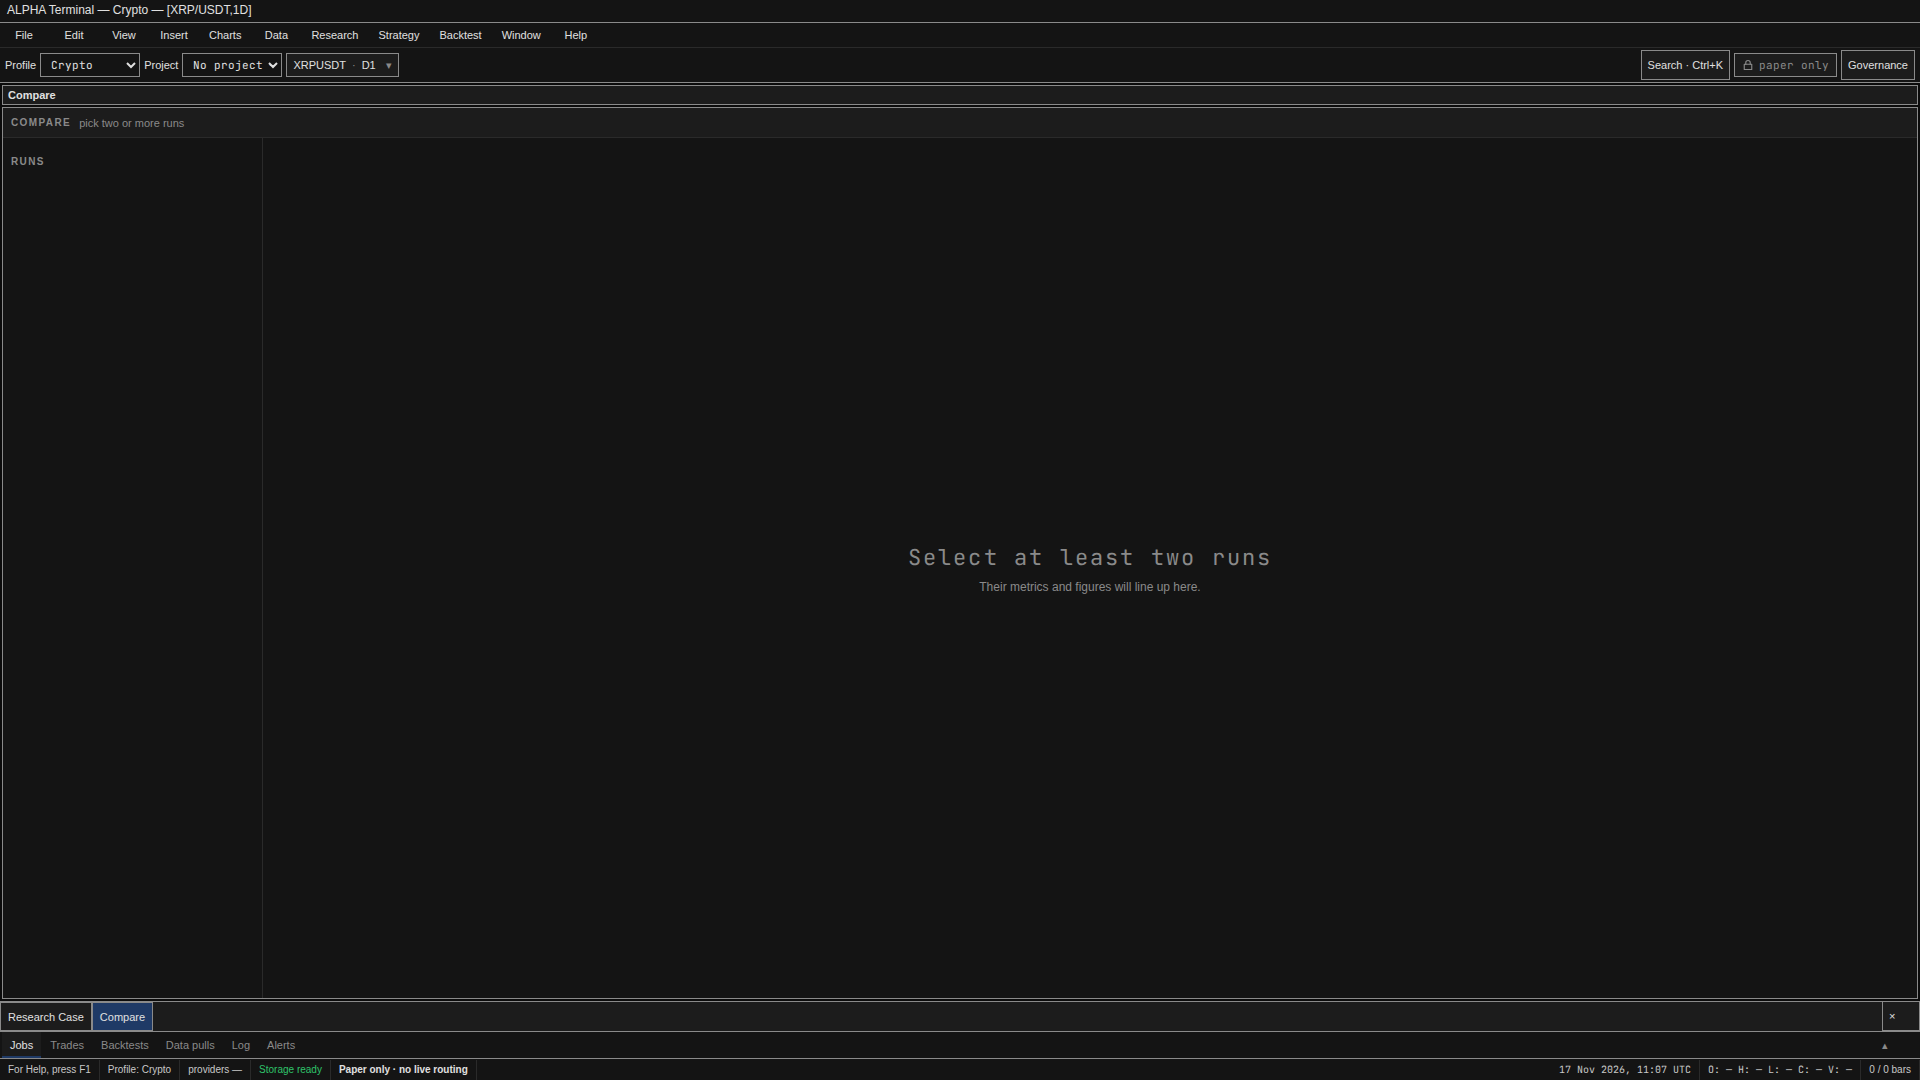 ALPHA Terminal — Crypto — [XRP/USDT,1D]
File Edit View Insert Charts Data Research Strategy Backtest Window Help
Profile Crypto Project No project XRPUSDT · D1 ▾ Search · Ctrl+K paper only Governance
Compare
COMPARE pick two or more runs
RUNS
Select at least two runs
Their metrics and figures will line up here.
Research Case Compare ×
Jobs Trades Backtests Data pulls Log Alerts ▴
For Help, press F1 Profile: Crypto providers — Storage ready Paper only · no live routing 17 Nov 2026, 11:07 UTC O: — H: — L: — C: — V: — 0 / 0 bars